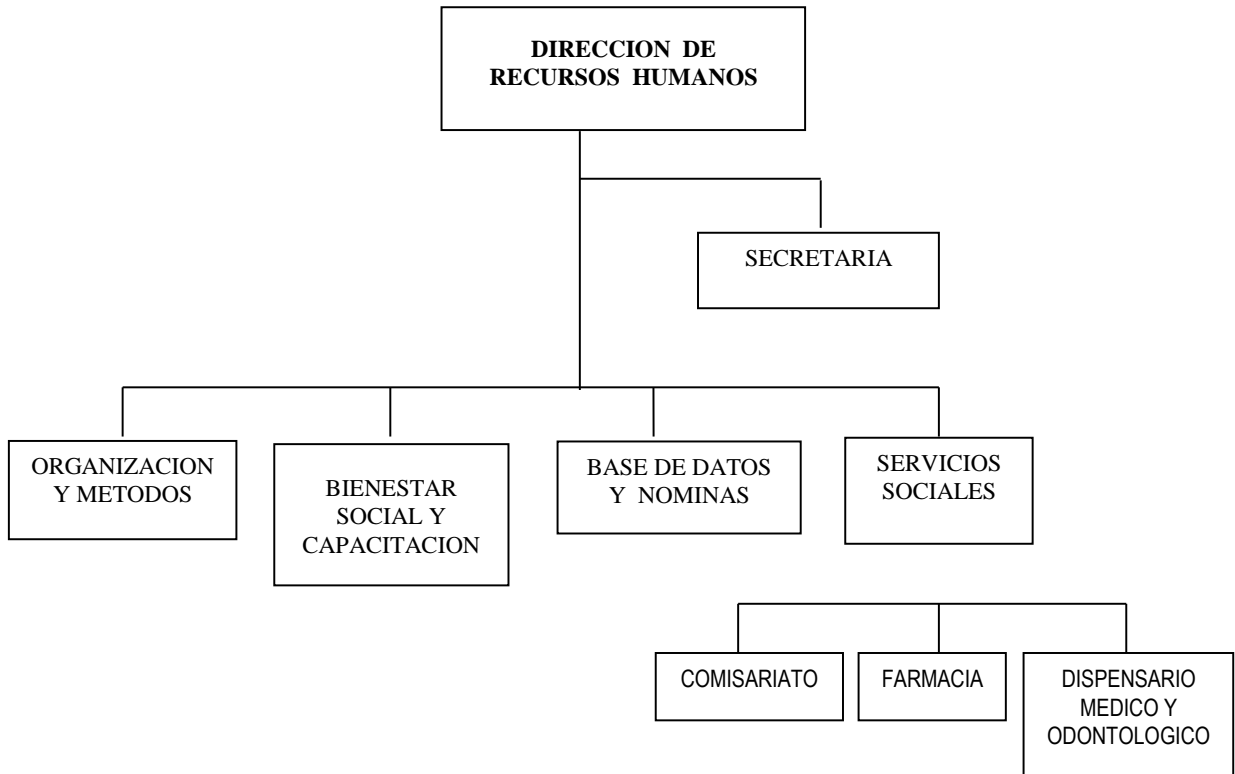 DIRECCION DE
RECURSOS HUMANOS
SECRETARIA
ORGANIZACION
Y METODOS
BIENESTAR
SOCIAL Y
CAPACITACION
BASE DE DATOS
Y NOMINAS
SERVICIOS
SOCIALES
COMISARIATO
FARMACIA
DISPENSARIO
MEDICO Y
ODONTOLOGICO